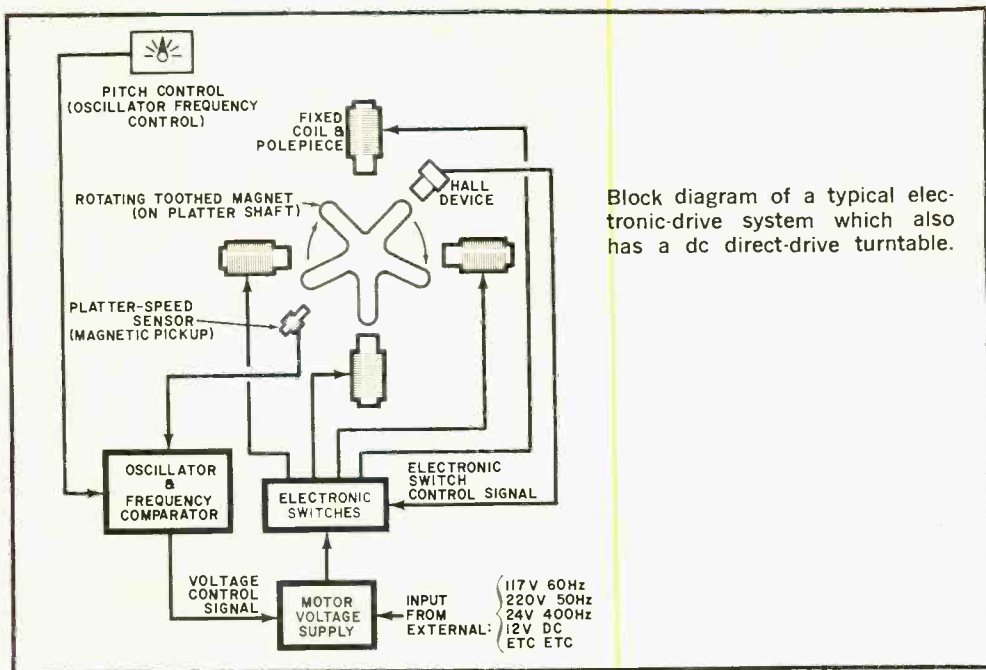 PITCH CONTROL
(OSCILLATOR FREQUENCY
CONTROL)
FIXED
COIL &
POLEPIECE
HALL
DEVICE
ROTATING TOOTHED MAGNET
(ON PLATTER SHAFT)
Block diagram of a typical elec-
tronic-drive system which also
has a dc direct-drive turntable.
PLATTER-SPEED
SENSOR
(MAGNETIC PICKUP)
OSCILLATOR
&
FREQUENCY
COMPARATOR
ELECTRONIC
SWITCHES
ELECTRONIC
SWITCH
CONTROL SIGNAL
VOLTAGE
CONTROL
SIGNAL
MOTOR
VOLTAGE
SUPPLY
INPUT
FROM
EXTERNAL:
117V 60Hz
220V 50Hz
24V 400Hz
12V DC
ETC ETC